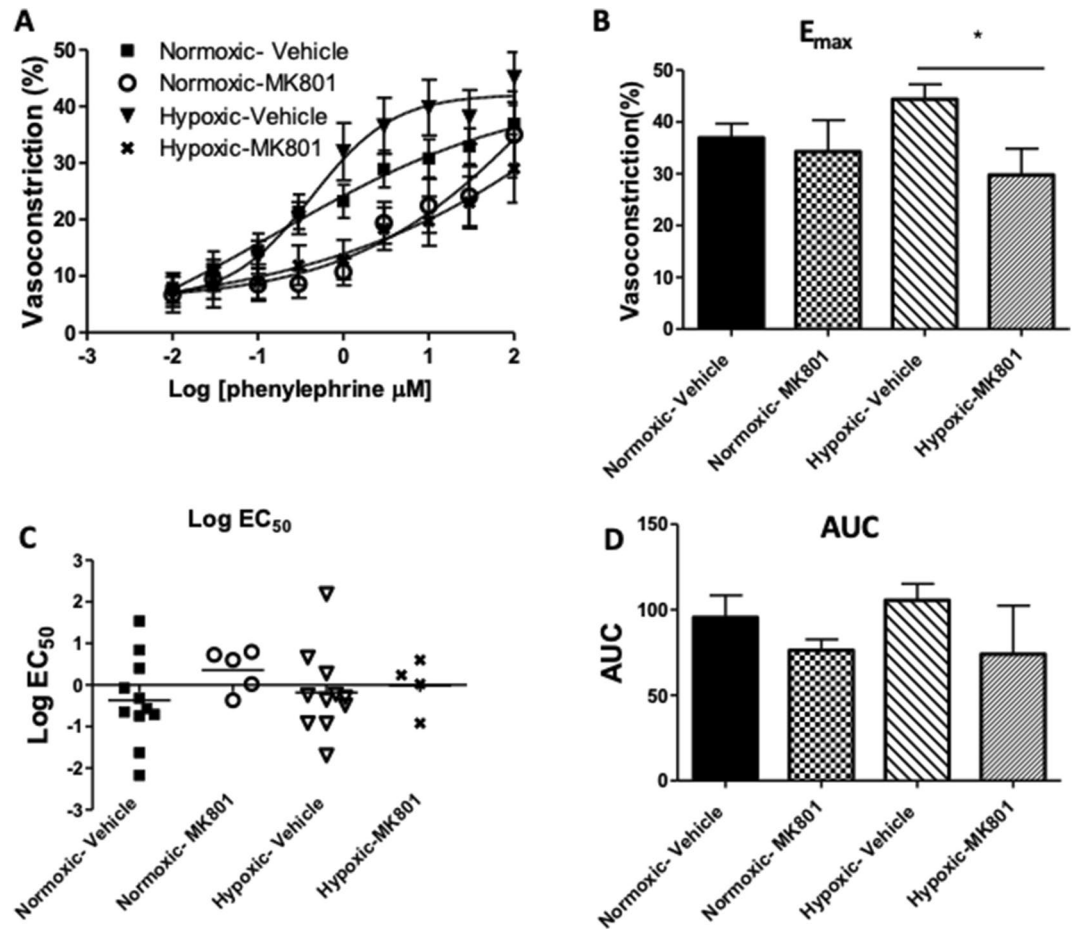 A
Vasoconstriction (%)
50
40
30
20
10
0
Normoxic- Vehicle
Normoxic-MK801
Hypoxic-Vehicle
Hypoxic-MK801
-3 -2 -1 0 1 2
Log [phenylephrine μM]
B
Emax
*
Vasoconstriction(%)
50
40
30
20
10
0
Normoxic- Vehicle
Normoxic- MK801
Hypoxic- Vehicle
Hypoxic-MK801
C
Log EC50
Log EC50
3
2
1
0
-1
-2
-3
Normoxic- Vehicle
Normoxic- MK801
Hypoxic- Vehicle
Hypoxic-MK801
D
AUC
AUC
150
100
50
0
Normoxic- Vehicle
Normoxic- MK801
Hypoxic- Vehicle
Hypoxic-MK801